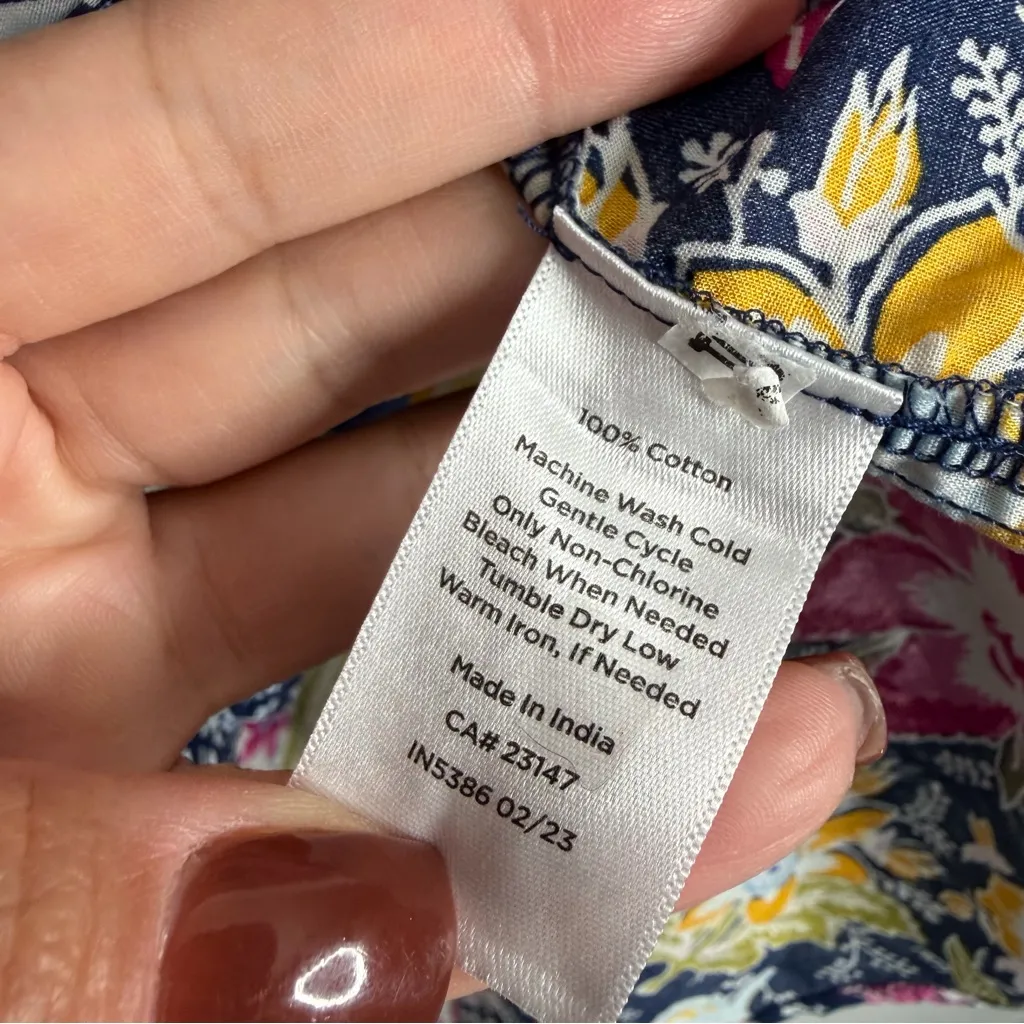 100% Cotton
Machine Wash Cold
Gentle Cycle
Only Non-Chlorine
Bleach When Needed
Tumble Dry Low
Warm Iron, If Needed
Made In India
CA# 23147
IN5386 02/23